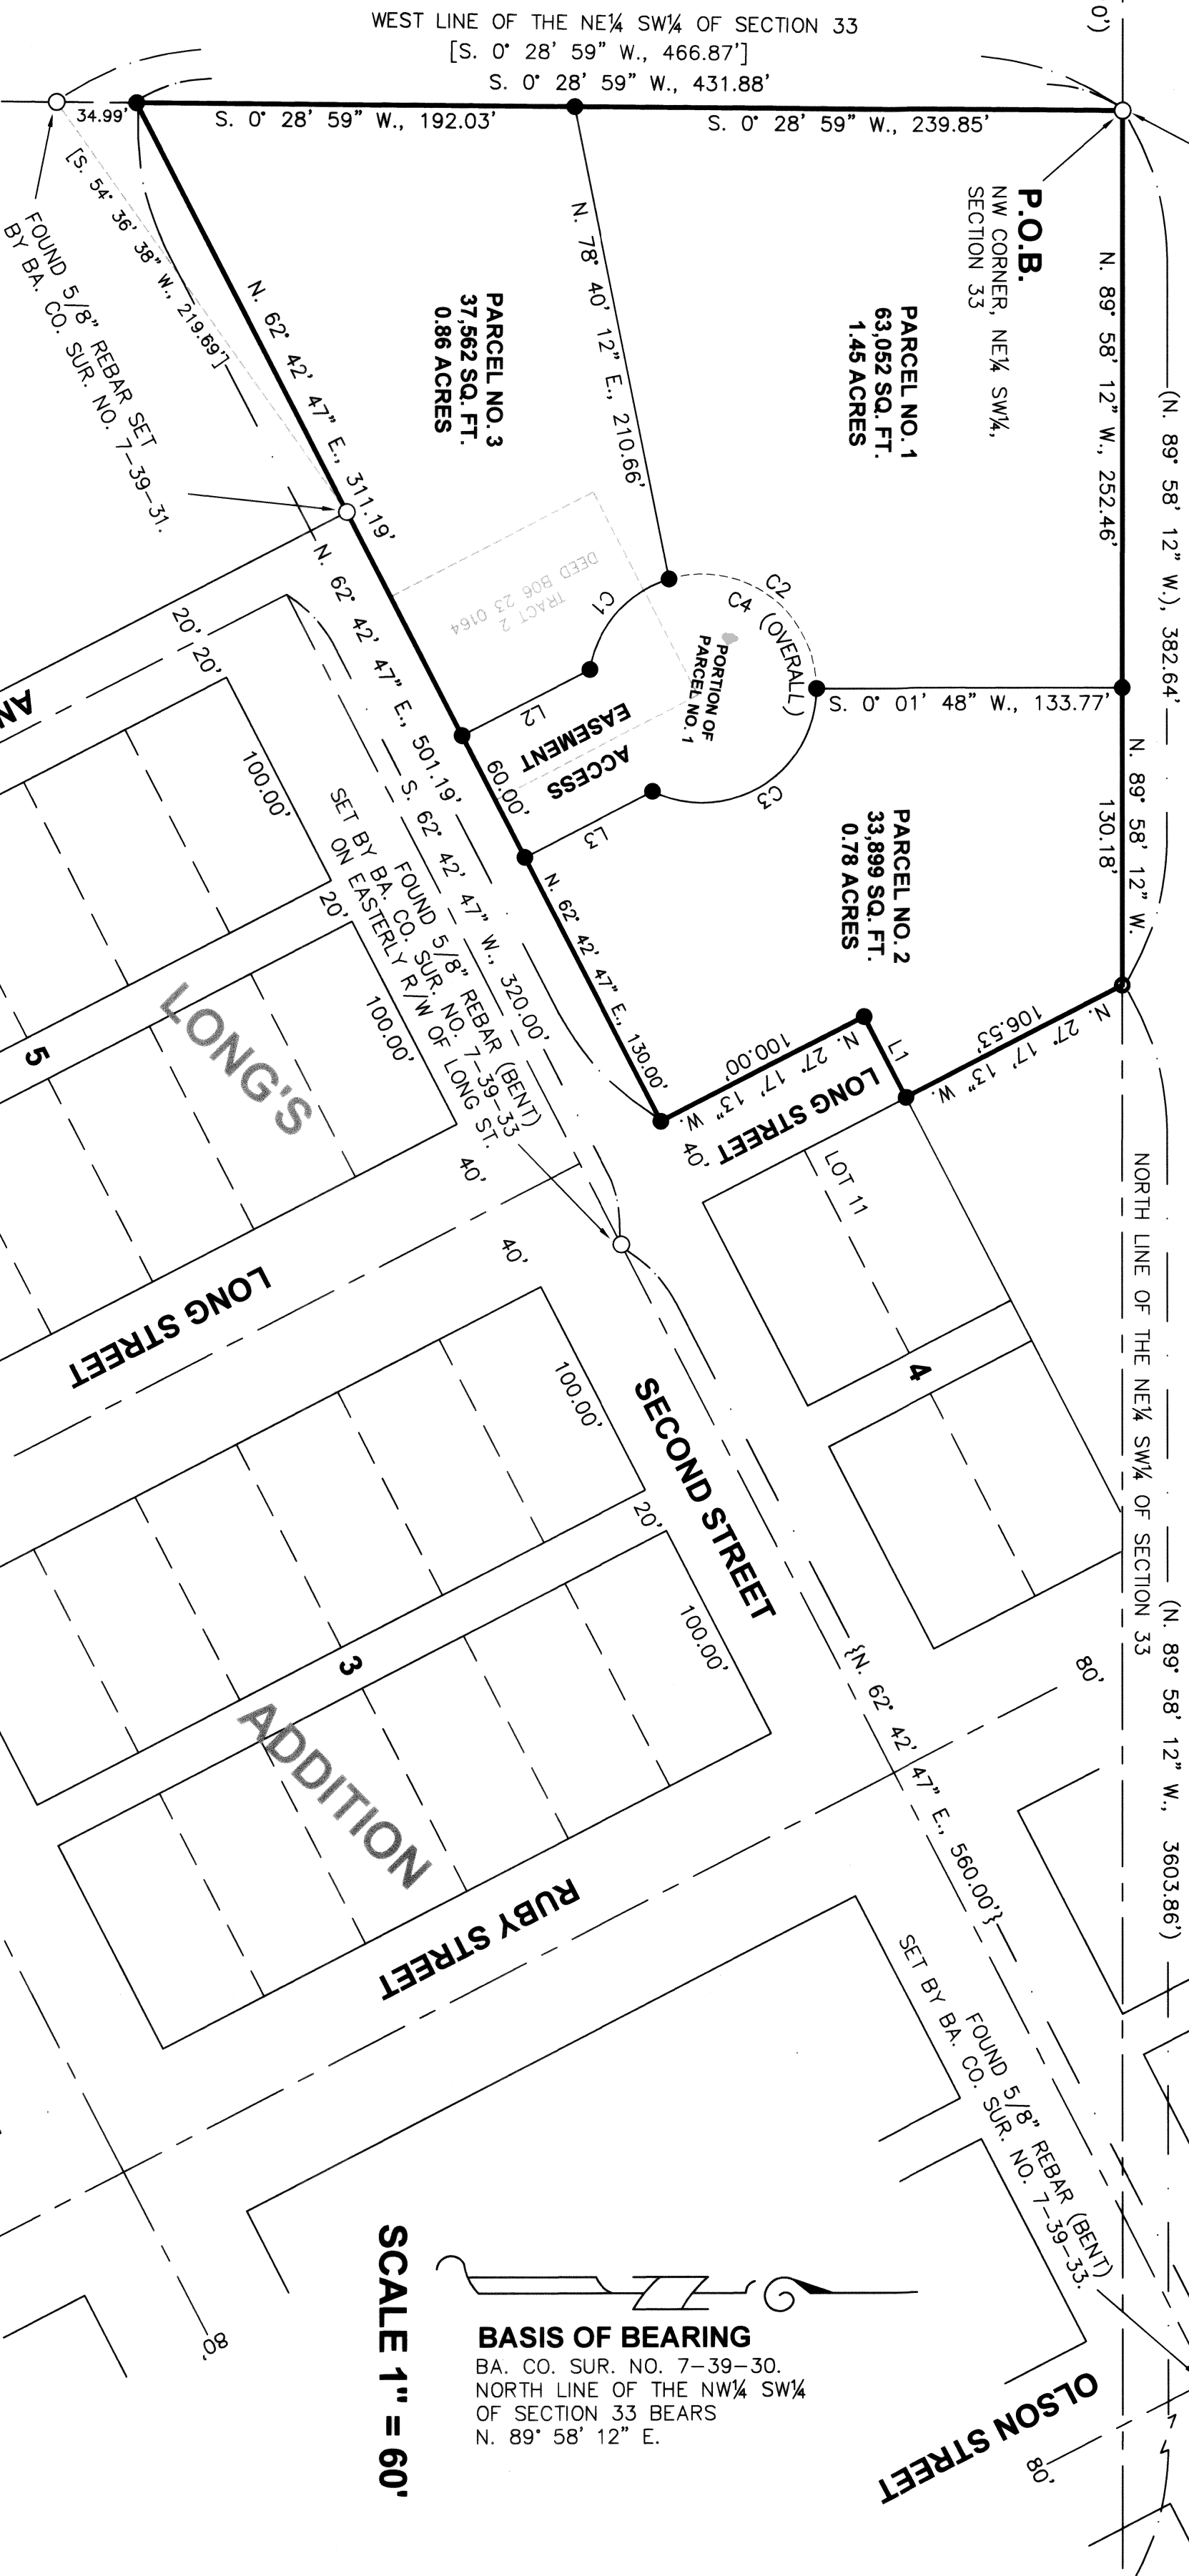 WEST LINE OF THE NE¼ SW¼ OF SECTION 33
[S. 0° 28' 59" W., 466.87']
S. 0° 28' 59" W., 431.88'
0')
34.99'
S. 0° 28' 59" W., 192.03'
S. 0° 28' 59" W., 239.85'
[S. 54° 36' 38" W., 219.69']
FOUND 5/8" REBAR SET
BY BA. CO. SUR. NO. 7-39-31.
P.O.B.
NW CORNER, NE¼ SW¼,
SECTION 33
N. 89° 58' 12" W., 252.46'
(N. 89° 58' 12" W.), 382.64'
N. 78° 40' 12" E., 210.66'
N. 62° 42' 47" E., 311.19'
PARCEL NO. 3
37,562 SQ. FT.
0.86 ACRES
PARCEL NO. 1
63,052 SQ. FT.
1.45 ACRES
TRACT 2
DEED B06 23 0164
C1
C2
C4 (OVERALL)
C3
PORTION OF
PARCEL NO. 1
S. 0° 01' 48" W., 133.77'
N. 89° 58' 12" W.
130.18'
L2
ACCESS
EASEMENT
60.00'
L3
N. 62° 42' 47" E., 501.19'
S. 62° 42' 47" W., 320.00'
20'
20'
AN
100.00'
PARCEL NO. 2
33,899 SQ. FT.
0.78 ACRES
N. 62° 42' 47" E., 130.00'
FOUND 5/8" REBAR (BENT)
SET BY BA. CO. SUR. NO. 7-39-33
ON EASTERLY R/W OF LONG ST.
20'
100.00'
LONG'S
5
N. 27° 17' 13" W.
100.00'
L1
N. 27° 17' 13" W.
106.53'
LONG STREET
40'
40'
40'
LOT 11
NORTH LINE OF THE NE¼ SW¼ OF SECTION 33
LONG STREET
100.00'
SECOND STREET
4
20'
100.00'
3
ADDITION
{N. 62° 42' 47" E., 560.00'}
(N. 89° 58' 12" W., 3603.86')
80'
RUBY STREET
FOUND 5/8" REBAR (BENT)
SET BY BA. CO. SUR. NO. 7-39-33.
80'
SCALE 1" = 60'
BASIS OF BEARING
BA. CO. SUR. NO. 7-39-30.
NORTH LINE OF THE NW¼ SW¼
OF SECTION 33 BEARS
N. 89° 58' 12" E.
OLSON STREET
80'